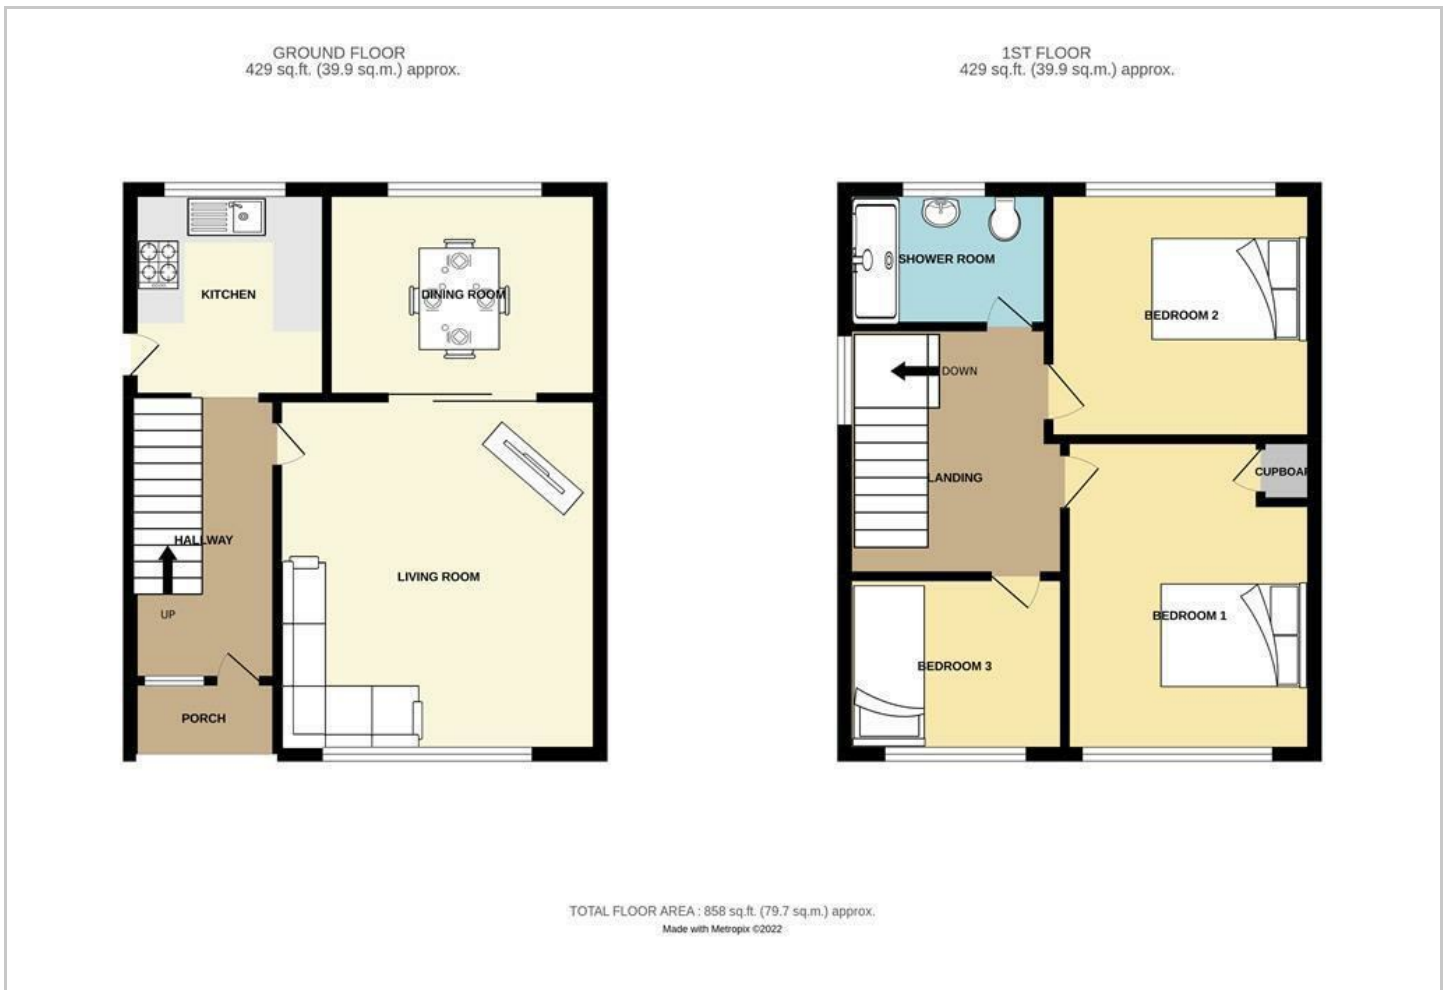 GROUND FLOOR
429 sq.ft. (39.9 sq.m.) approx.
1ST FLOOR
429 sq.ft. (39.9 sq.m.) approx.
KITCHEN
DINING ROOM
HALLWAY
UP
LIVING ROOM
PORCH
SHOWER ROOM
BEDROOM 2
DOWN
LANDING
CUPBOAR
BEDROOM 1
BEDROOM 3
TOTAL FLOOR AREA : 858 sq.ft. (79.7 sq.m.) approx.
Made with Metropix ©2022